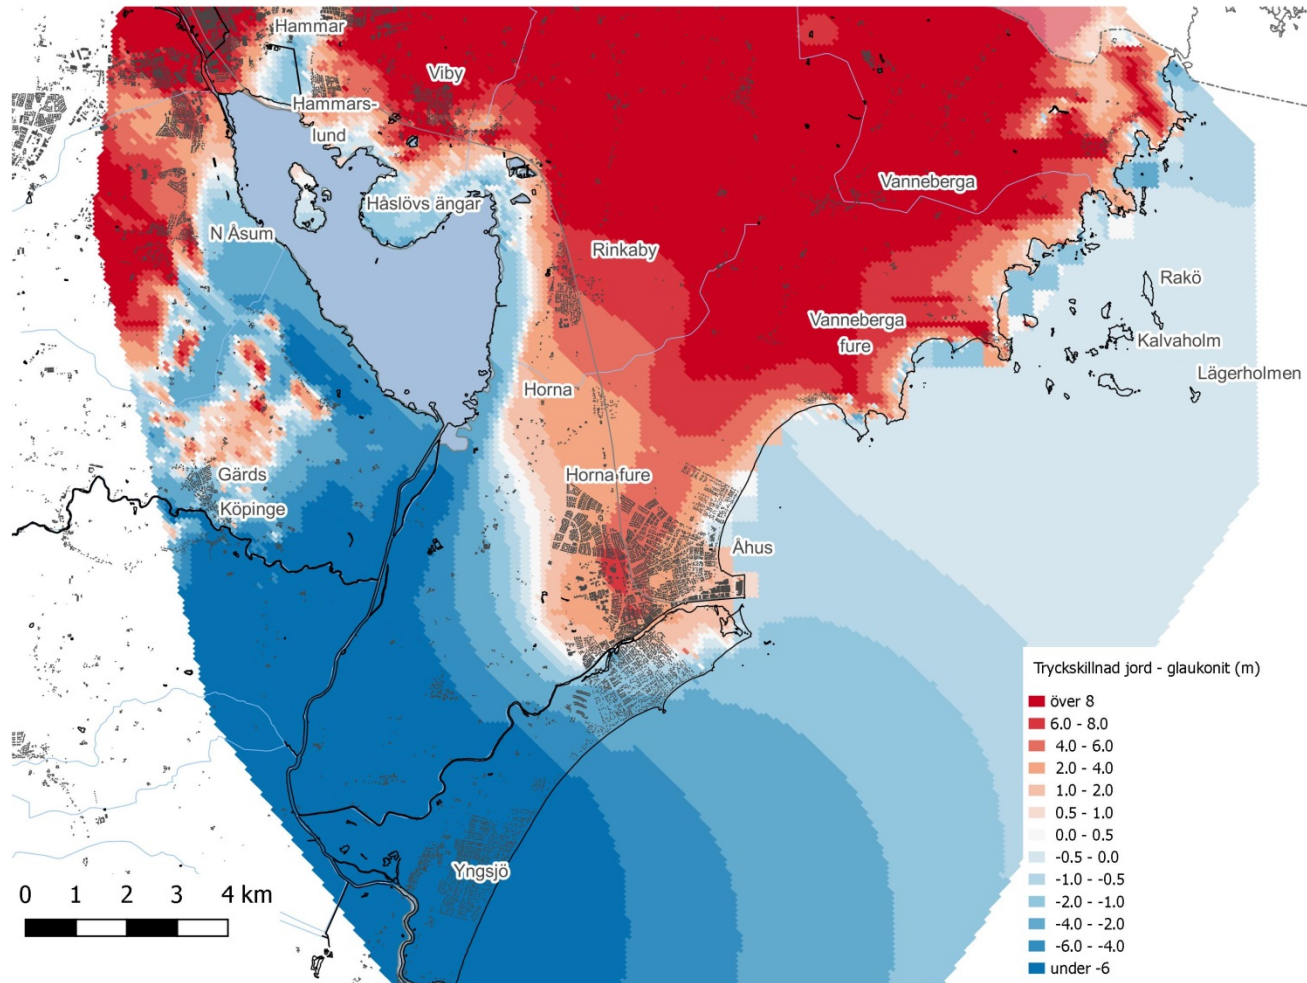 Hammar
Viby
Hammars-
lund
Vanneberga
Håslövs ängar
N Åsum
Rinkaby
Rakö
Vanneberga
fure
Kalvaholm
Lägerholmen
Horna
Gärds
Köpinge
Horna fure
Åhus
Yngsjö
0 1 2 3 4 km
Tryckskillnad jord - glaukonit (m)
över 8
6.0 - 8.0
4.0 - 6.0
2.0 - 4.0
1.0 - 2.0
0.5 - 1.0
0.0 - 0.5
-0.5 - 0.0
-1.0 - -0.5
-2.0 - -1.0
-4.0 - -2.0
-6.0 - -4.0
under -6